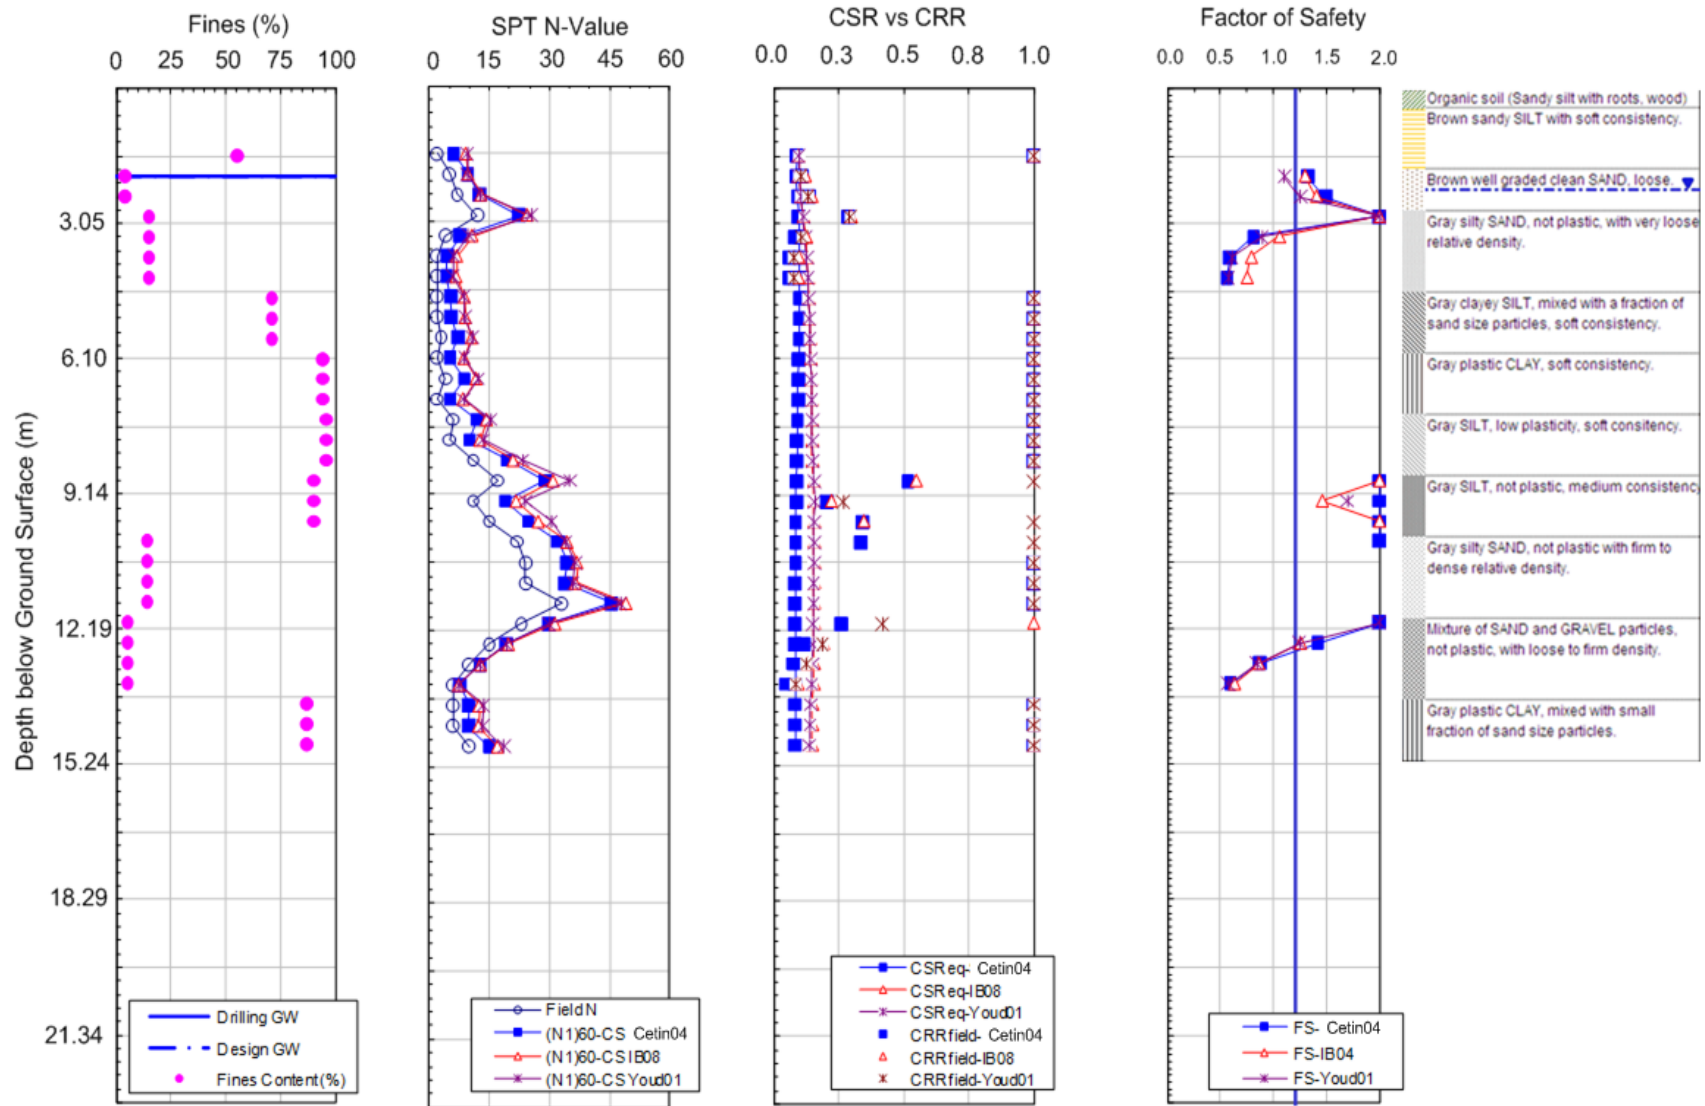 Fines (%)
0 25 50 75 100
SPT N-Value
0 15 30 45 60
CSR vs CRR
0.0 0.3 0.5 0.8 1.0
Factor of Safety
0.0 0.5 1.0 1.5 2.0
Depth below Ground Surface (m)
3.05
6.10
9.14
12.19
15.24
18.29
21.34
Drilling GW
Design GW
Fines Content(%)
Field N
(N1)60-CS Cetin04
(N1)60-CS IB08
(N1)60-CS Youd01
CSReq- Cetin04
CSReq-IB08
CSReq-Youd01
CRRfield- Cetin04
CRRfield-IB08
CRRfield-Youd01
FS- Cetin04
FS-IB04
FS-Youd01
Organic soil (Sandy silt with roots, wood)
Brown sandy SILT with soft consistency.
Brown well graded clean SAND, loose.
Gray silty SAND, not plastic, with very loose
relative density.
Gray clayey SILT, mixed with a fraction of
sand size particles, soft consistency.
Gray plastic CLAY, soft consistency.
Gray SILT, low plasticity, soft consitency.
Gray SILT, not plastic, medium consistency
Gray silty SAND, not plastic with firm to
dense relative density.
Mixture of SAND and GRAVEL particles,
not plastic, with loose to firm density.
Gray plastic CLAY, mixed with small
fraction of sand size particles.